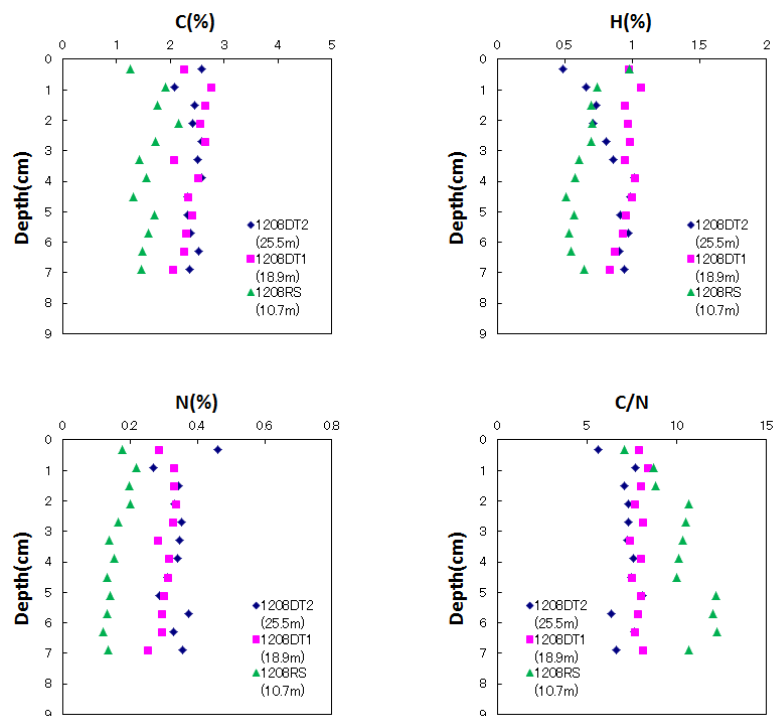 C(%)
0 1 2 3 4 5
0
1
2
3
4
5
6
7
8
9
Depth(cm)
1208DT2
(25.5m)
1208DT1
(18.9m)
1208RS
(10.7m)
H(%)
0 0.5 1 1.5 2
0
1
2
3
4
5
6
7
8
9
Depth(cm)
1208DT2
(25.5m)
1208DT1
(18.9m)
1208RS
(10.7m)
N(%)
0 0.2 0.4 0.6 0.8
0
1
2
3
4
5
6
7
8
9
Depth(cm)
1208DT2
(25.5m)
1208DT1
(18.9m)
1208RS
(10.7m)
C/N
0 5 10 15
0
1
2
3
4
5
6
7
8
9
Depth(cm)
1208DT2
(25.5m)
1208DT1
(18.9m)
1208RS
(10.7m)